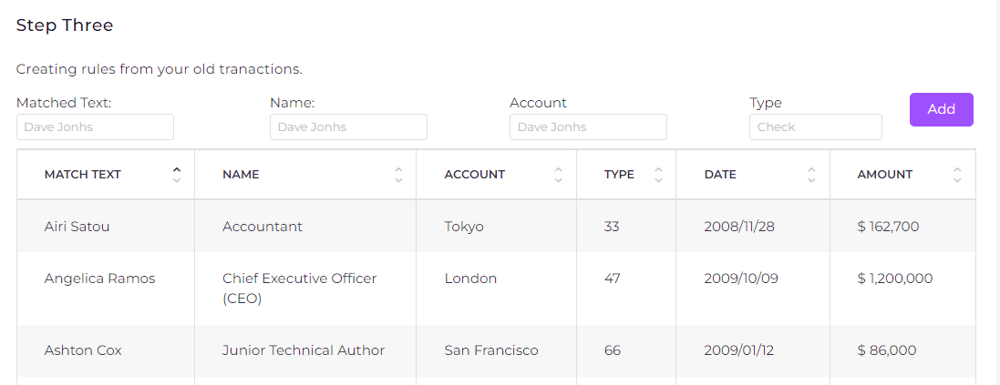 Step Three
Creating rules from your old tranactions.
Matched Text: Name: Account Type
Dave Jonhs Dave Jonhs Dave Jonhs Check Add
MATCH TEXT NAME ACCOUNT TYPE DATE AMOUNT
Airi Satou Accountant Tokyo 33 2008/11/28 $ 162,700
Angelica Ramos Chief Executive Officer London 47 2009/10/09 $ 1,200,000
(CEO)
Ashton Cox Junior Technical Author San Francisco 66 2009/01/12 $ 86,000